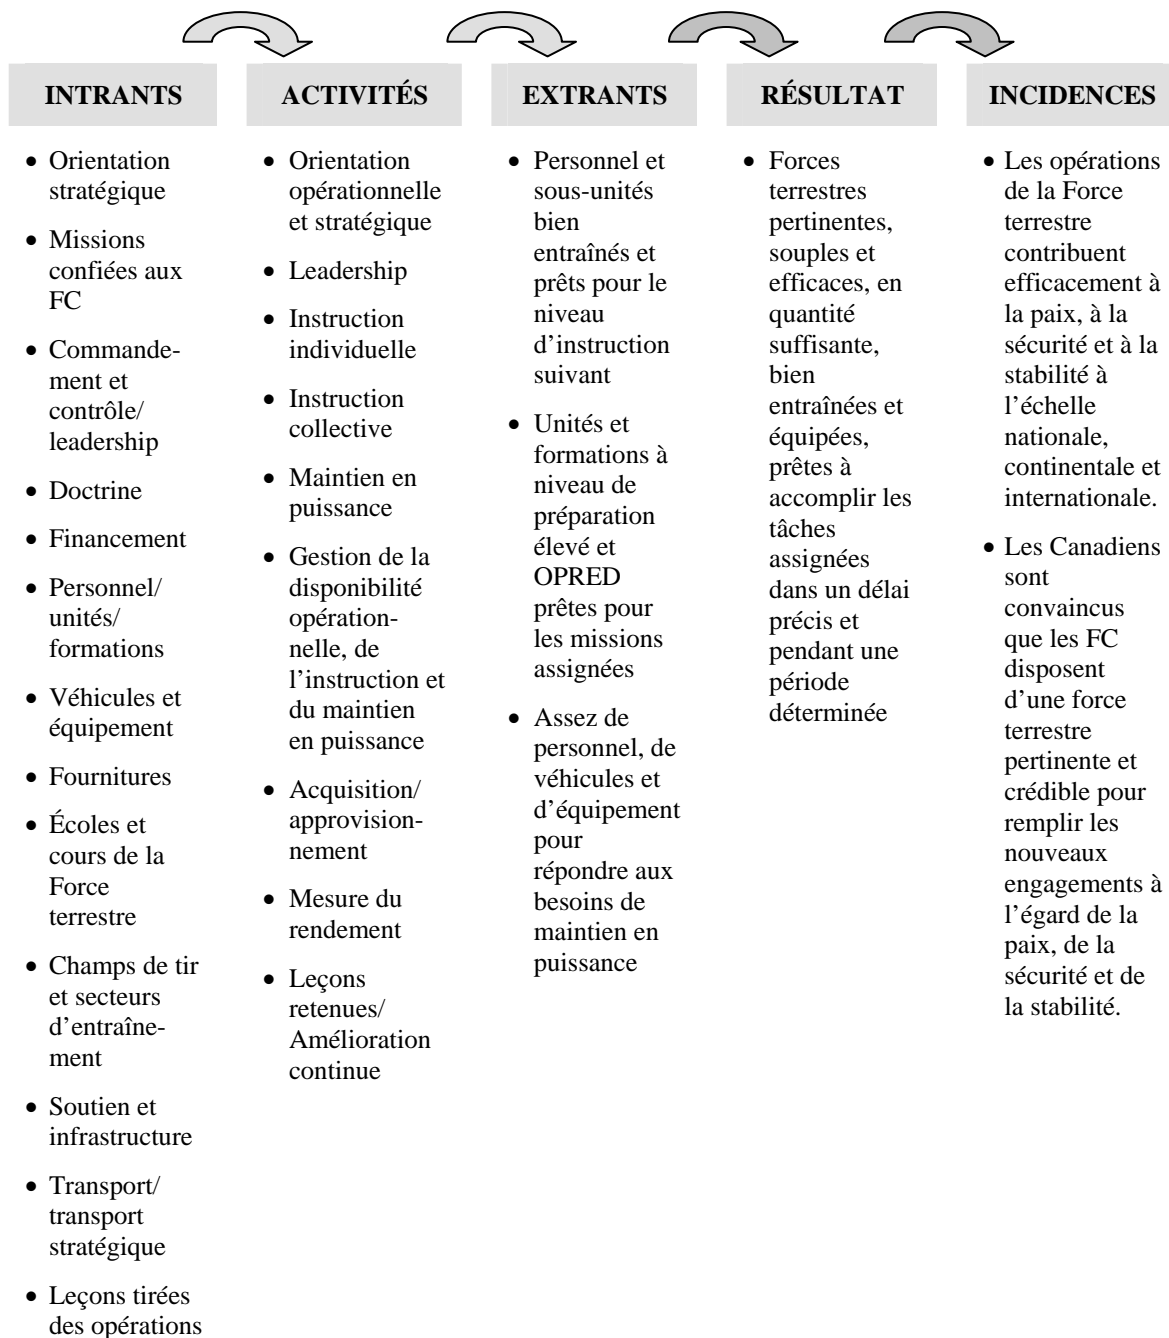 INTRANTS
Orientation
stratégique
Missions
confiées aux
FC
Commande-
ment et
contrôle/
leadership
Doctrine
Financement
Personnel/
unités/
formations
Véhicules et
équipement
Fournitures
Écoles et
cours de la
Force
terrestre
Champs de tir
et secteurs
d’entraîne-
ment
Soutien et
infrastructure
Transport/
transport
stratégique
Leçons tirées
des opérations
ACTIVITÉS
Orientation
opérationnelle
et stratégique
Leadership
Instruction
individuelle
Instruction
collective
Maintien en
puissance
Gestion de la
disponibilité
opération-
nelle, de
l’instruction et
du maintien
en puissance
Acquisition/
approvision-
nement
Mesure du
rendement
Leçons
retenues/
Amélioration
continue
EXTRANTS
Personnel et
sous-unités
bien
entraînés et
prêts pour le
niveau
d’instruction
suivant
Unités et
formations à
niveau de
préparation
élevé et
OPRED
prêtes pour
les missions
assignées
Assez de
personnel, de
véhicules et
d’équipement
pour
répondre aux
besoins de
maintien en
puissance
RÉSULTAT
Forces
terrestres
pertinentes,
souples et
efficaces, en
quantité
suffisante,
bien
entraînées et
équipées,
prêtes à
accomplir les
tâches
assignées
dans un délai
précis et
pendant une
période
déterminée
INCIDENCES
Les opérations
de la Force
terrestre
contribuent
efficacement à
la paix, à la
sécurité et à la
stabilité à
l’échelle
nationale,
continentale et
internationale.
Les Canadiens
sont
convaincus
que les FC
disposent
d’une force
terrestre
pertinente et
crédible pour
remplir les
nouveaux
engagements à
l’égard de la
paix, de la
sécurité et de
la stabilité.